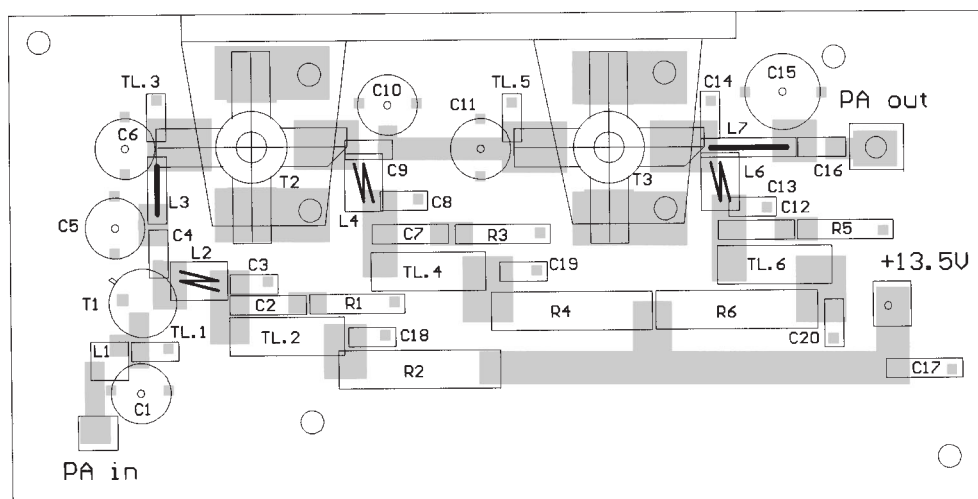 TL.3
C10
C11
TL.5
C14
C15
PA out
C6
L7
T2
C9
T3
L6
C16
L3
L4
C8
C13
C5
C4
C7
R3
C12
R5
L2
C3
TL.4
C19
TL.6
+13.5V
T1
C2
R1
R4
R6
TL.1
TL.2
C18
C20
L1
R2
C17
C1
PA in